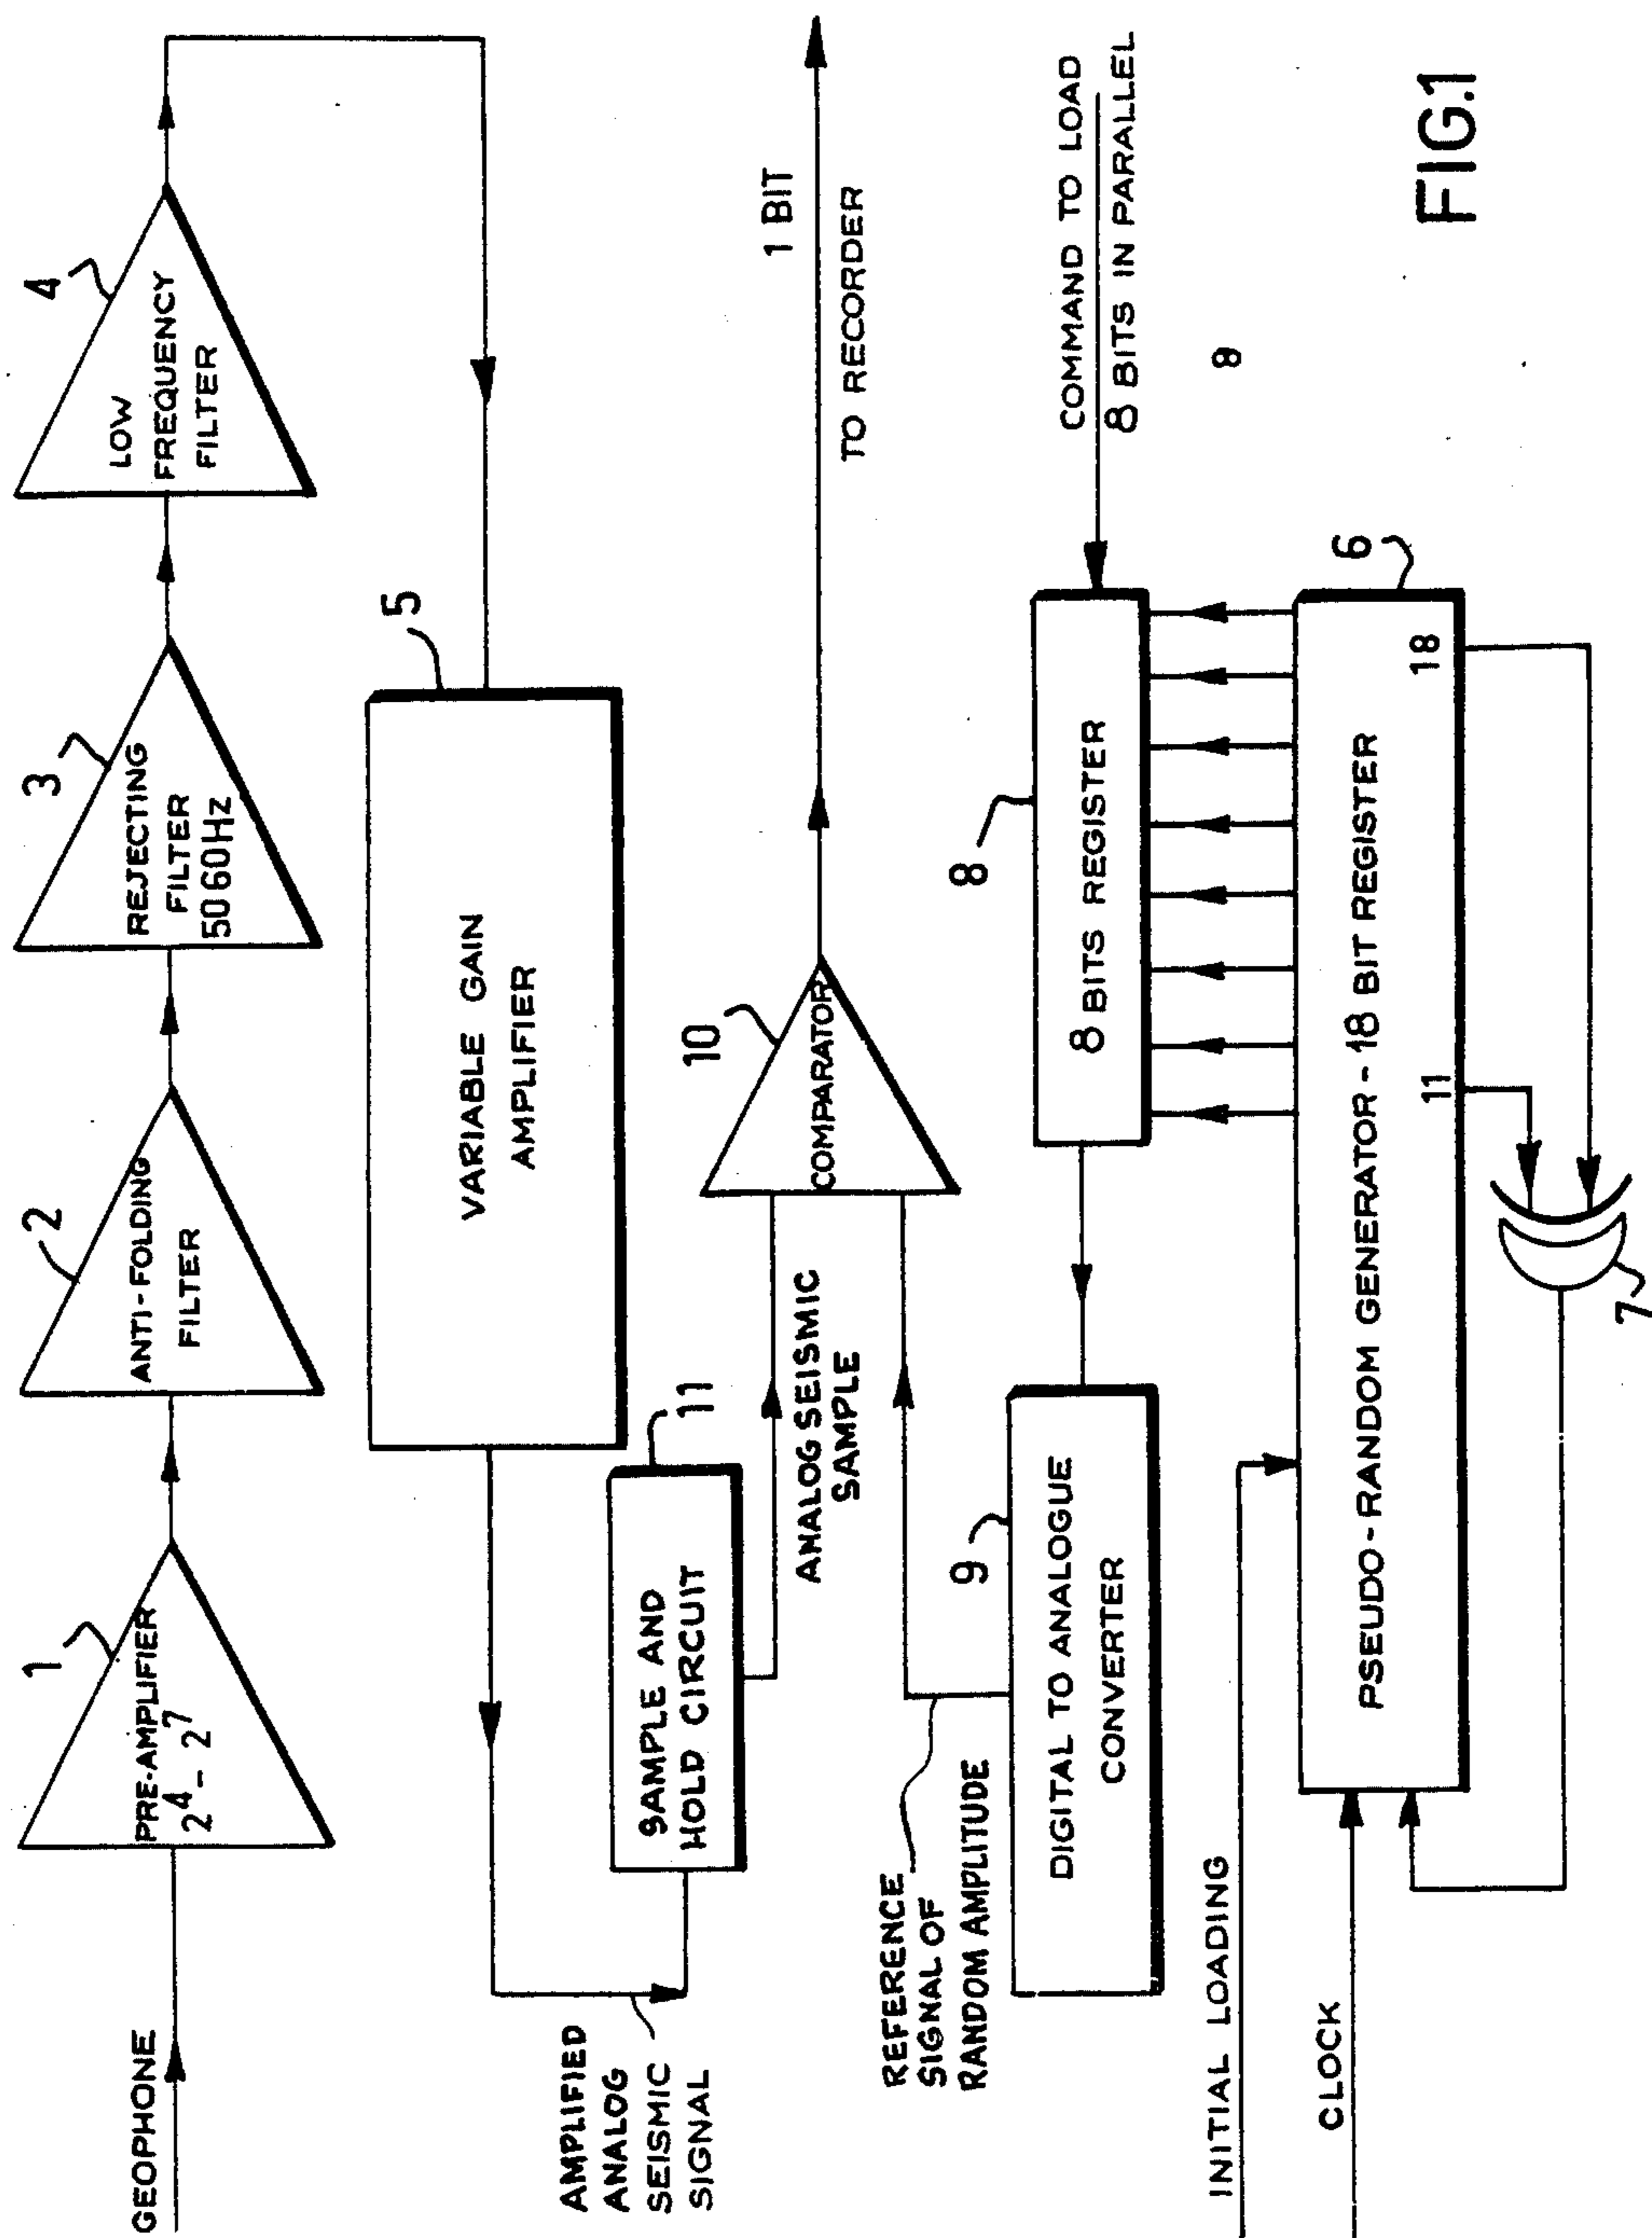 GEOPHONE
1
PRE-AMPLIFIER
2⁴ - 2⁷
2
ANTI-FOLDING
FILTER
3
REJECTING
FILTER
50 60Hz
4
LOW
FREQUENCY
FILTER
5
VARIABLE GAIN
AMPLIFIER
AMPLIFIED
ANALOG
SEISMIC
SIGNAL
11
SAMPLE AND
HOLD CIRCUIT
ANALOG SEISMIC
SAMPLE
10
COMPARATOR
1 BIT
TO RECORDER
REFERENCE
SIGNAL OF
RANDOM AMPLITUDE
9
DIGITAL TO ANALOGUE
CONVERTER
8
8 BITS REGISTER
COMMAND TO LOAD
8 BITS IN PARALLEL
8
INITIAL LOADING
CLOCK
6
PSEUDO-RANDOM GENERATOR-18 BIT REGISTER
11
18
7
FIG.1